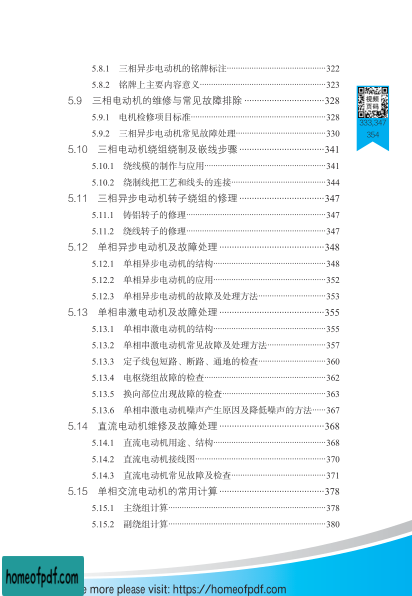 5.8.1 三相异步电动机的铭牌标注 322
5.8.2 铭牌上主要内容意义 323
5.9 三相电动机的维修与常见故障排除 328
5.9.1 电机检修项目标准 328
5.9.2 三相异步电动机常见故障处理 330
视频页码
333,347
354
5.10 三相电动机绕组绕制及嵌线步骤 341
5.10.1 绕线模的制作与应用 341
5.10.2 绕制线把工艺和线头的连接 344
5.11 三相异步电动机转子绕组的修理 347
5.11.1 铸铝转子的修理 347
5.11.2 绕线转子的修理 347
5.12 单相异步电动机及故障处理 348
5.12.1 单相异步电动机的结构 348
5.12.2 单相异步电动机的应用 352
5.12.3 单相异步电动机的故障及处理方法 353
5.13 单相串激电动机及故障处理 355
5.13.1 单相串激电动机的结构 355
5.13.2 单相串激电动机常见故障及处理方法 357
5.13.3 定子线包短路、断路、通地的检查 360
5.13.4 电枢绕组故障的检查 362
5.13.5 换向部位出现故障的检查 363
5.13.6 单相串激电动机噪声产生原因及降低噪声的方法 367
5.14 直流电动机维修及故障处理 368
5.14.1 直流电动机用途、结构 368
5.14.2 直流电动机接线图 370
5.14.3 直流电动机常见故障及检查 371
5.15 单相交流电动机的常用计算 378
5.15.1 主绕组计算 378
5.15.2 副绕组计算 380
homeofpdf.com
e more please visit: https://homeofpdf.com